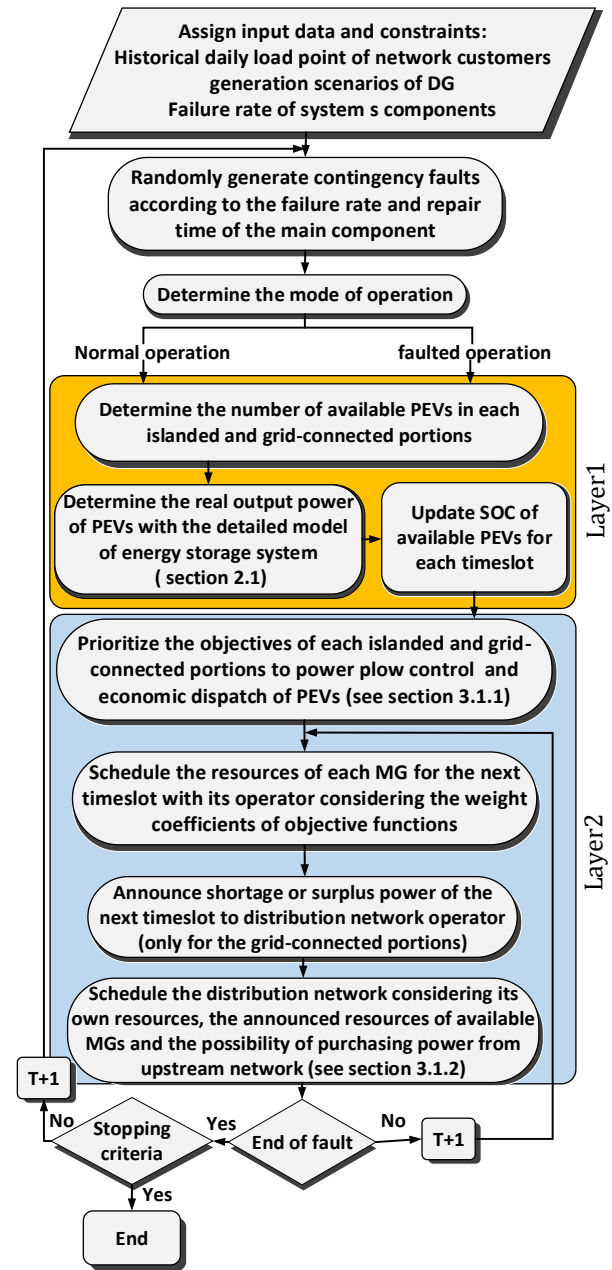 Assign input data and constraints:
Historical daily load point of network customers
generation scenarios of DG
Failure rate of system s components
Randomly generate contingency faults
according to the failure rate and repair
time of the main component
Determine the mode of operation
Normal operation
faulted operation
Determine the number of available PEVs in each
islanded and grid-connected portions
Determine the real output power
of PEVs with the detailed model
of energy storage system
( section 2.1)
Update SOC of
available PEVs for
each timeslot
Layer1
Prioritize the objectives of each islanded and grid-
connected portions to power plow control and
economic dispatch of PEVs (see section 3.1.1)
Schedule the resources of each MG for the next
timeslot with its operator considering the weight
coefficients of objective functions
Announce shortage or surplus power of the
next timeslot to distribution network operator
(only for the grid-connected portions)
Schedule the distribution network considering its
own resources, the announced resources of available
MGs and the possibility of purchasing power from
upstream network (see section 3.1.2)
Layer2
T+1
No
Stopping
criteria
Yes
End of fault
No
T+1
Yes
End